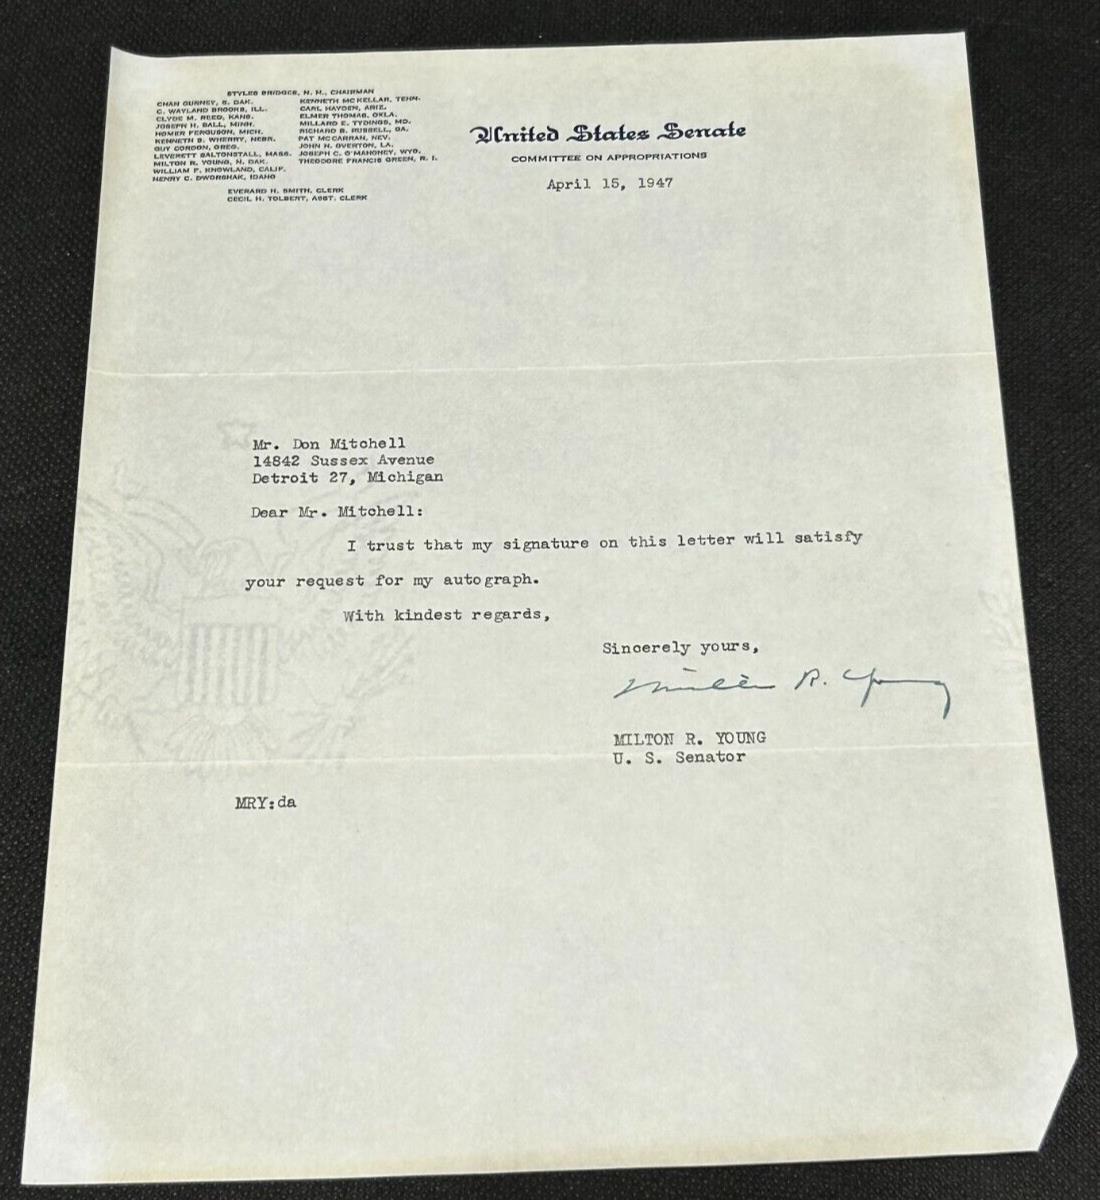 STYLES BRIDGES, N. H., CHAIRMAN
CHAN GURNEY, S. DAK.
C. WAYLAND BROOKS, ILL.
CLYDE M. REED, KANS.
JOSEPH H. BALL, MINN.
HOMER FERGUSON, MICH.
KENNETH S. WHERRY, NEBR.
GUY CORDON, OREG.
LEVERETT SALTONSTALL, MASS.
MILTON R. YOUNG, N. DAK.
WILLIAM F. KNOWLAND, CALIF.
HENRY C. DWORSHAK, IDAHO
KENNETH MCKELLAR, TENN.
CARL HAYDEN, ARIZ.
ELMER THOMAS, OKLA.
MILLARD E. TYDINGS, MD.
RICHARD B. RUSSELL, GA.
PAT MCCARRAN, NEV.
JOHN H. OVERTON, LA.
JOSEPH C. O'MAHONEY, WYO.
THEODORE FRANCIS GREEN, R. I.
EVERARD H. SMITH, CLERK
CECIL H. TOLBERT, ASST. CLERK
United States Senate
COMMITTEE ON APPROPRIATIONS
April 15, 1947
Mr. Don Mitchell
14842 Sussex Avenue
Detroit 27, Michigan
Dear Mr. Mitchell:
I trust that my signature on this letter will satisfy
your request for my autograph.
With kindest regards,
Sincerely yours,
Milton R. Young
MILTON R. YOUNG
U. S. Senator
MRY:da